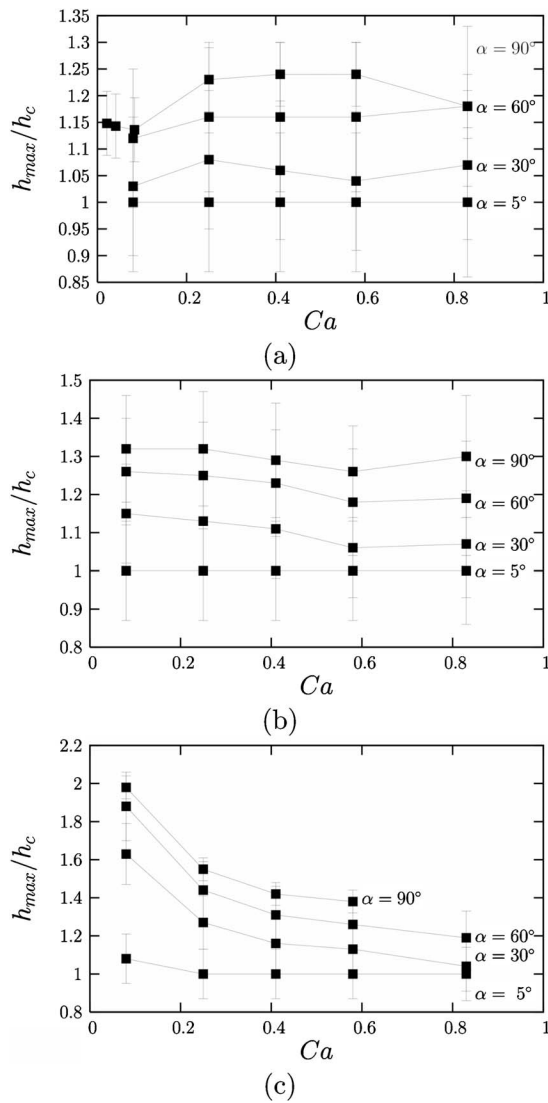 1.35
1.3
1.25
1.2
1.15
1.1
1.05
1
0.95
0.9
0.85
h_max/h_c
α = 90°
α = 60°
α = 30°
α = 5°
0 0.2 0.4 0.6 0.8 1
Ca
(a)
1.5
1.4
1.3
1.2
1.1
1
0.9
0.8
h_max/h_c
α = 90°
α = 60°
α = 30°
α = 5°
0 0.2 0.4 0.6 0.8 1
Ca
(b)
2.2
2
1.8
1.6
1.4
1.2
1
0.8
h_max/h_c
α = 90°
α = 60°
α = 30°
α = 5°
0 0.2 0.4 0.6 0.8 1
Ca
(c)